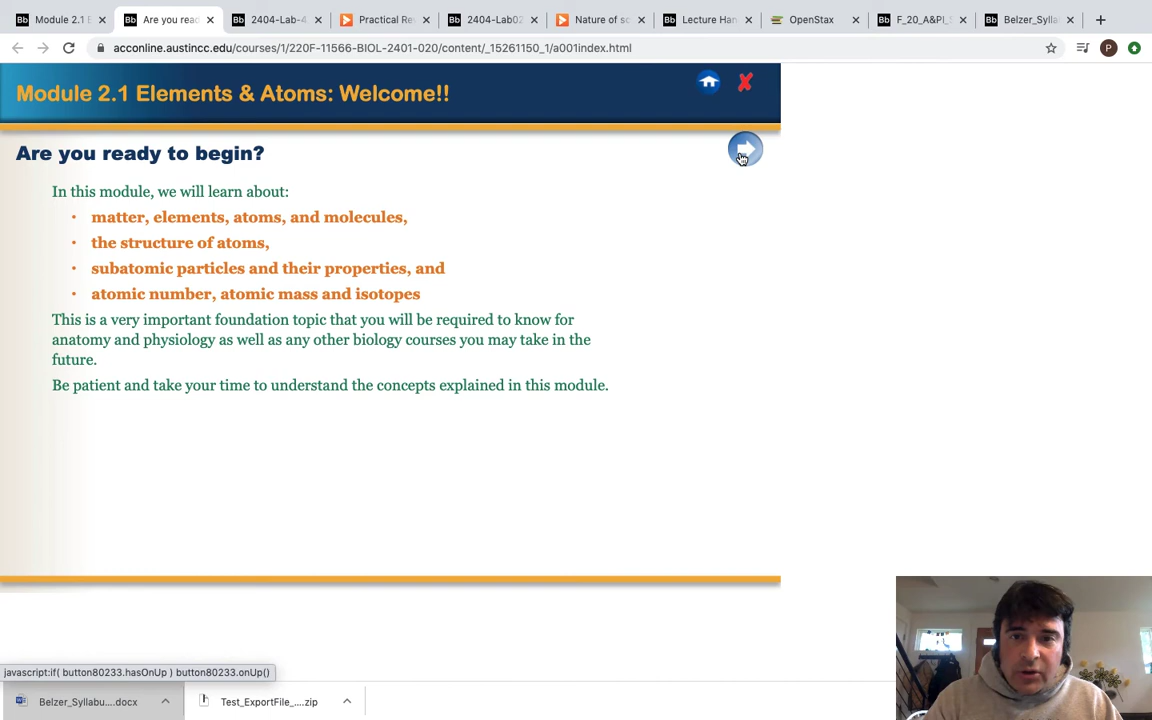 Module 2.1 E
Are you read
2404-Lab-4
Practical Re
2404-Lab02
Nature of sc
Lecture Han
OpenStax
F_20_A&PI_
Belzer_Sylla
acconline.austincc.edu/courses/1/220F-11566-BIOL-2401-020/content/_15261150_1/a001index.html
P
Module 2.1 Elements & Atoms: Welcome!!
Are you ready to begin?
In this module, we will learn about:
• matter, elements, atoms, and molecules,
• the structure of atoms,
• subatomic particles and their properties, and
• atomic number, atomic mass and isotopes
This is a very important foundation topic that you will be required to know for
anatomy and physiology as well as any other biology courses you may take in the
future.
Be patient and take your time to understand the concepts explained in this module.
javascript:if( button80233.hasOnUp ) button80233.onUp()
Belzer_Syllabu....docx
Test_ExportFile_....zip